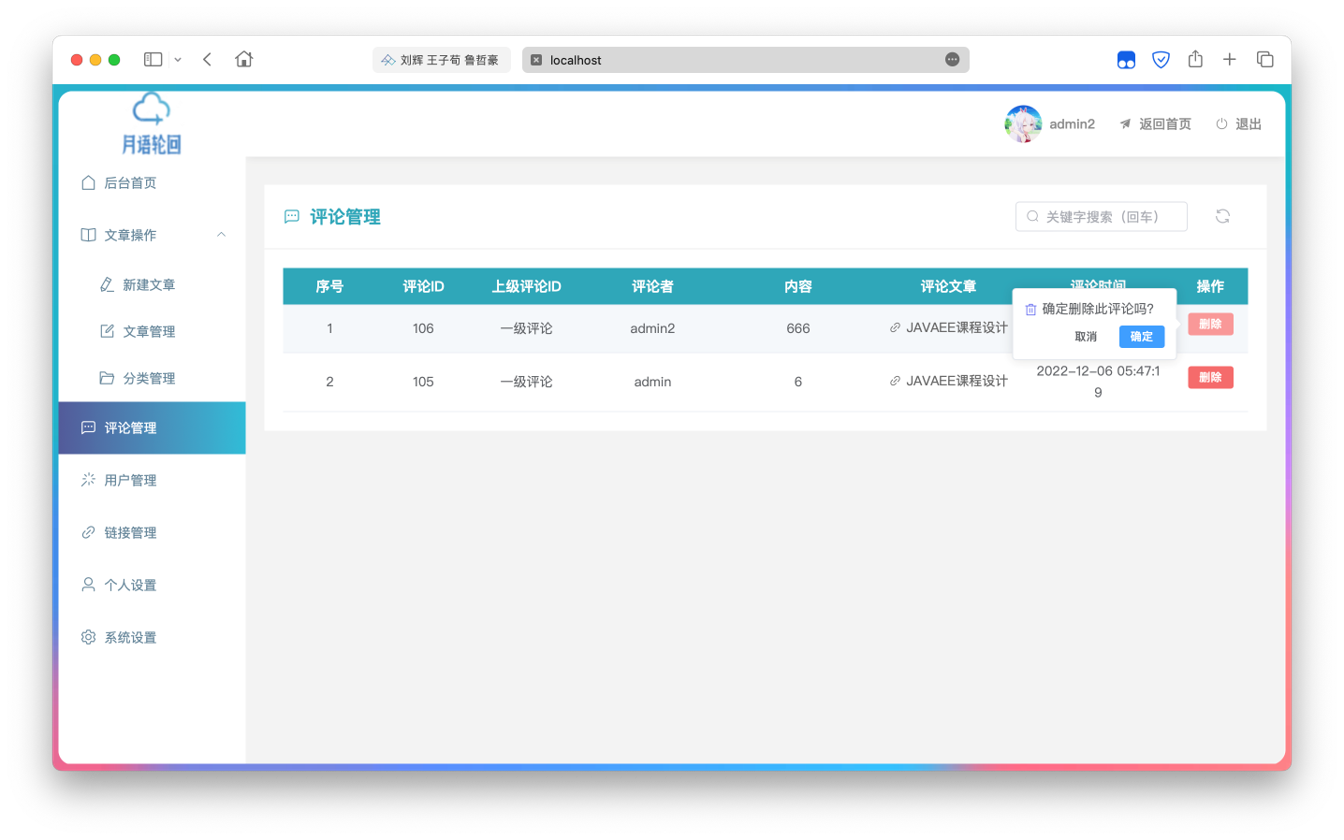 刘辉 王子荀 鲁哲豪
localhost
月语轮回
admin2
返回首页
退出
后台首页
文章操作
新建文章
文章管理
分类管理
评论管理
用户管理
链接管理
个人设置
系统设置
评论管理
关键字搜索（回车）
序号 评论ID 上级评论ID 评论者 内容 评论文章 评论时间 操作
1 106 一级评论 admin2 666 JAVAEE课程设计 删除
确定删除此评论吗?
取消 确定
2 105 一级评论 admin 6 JAVAEE课程设计 2022-12-06 05:47:1
9 删除